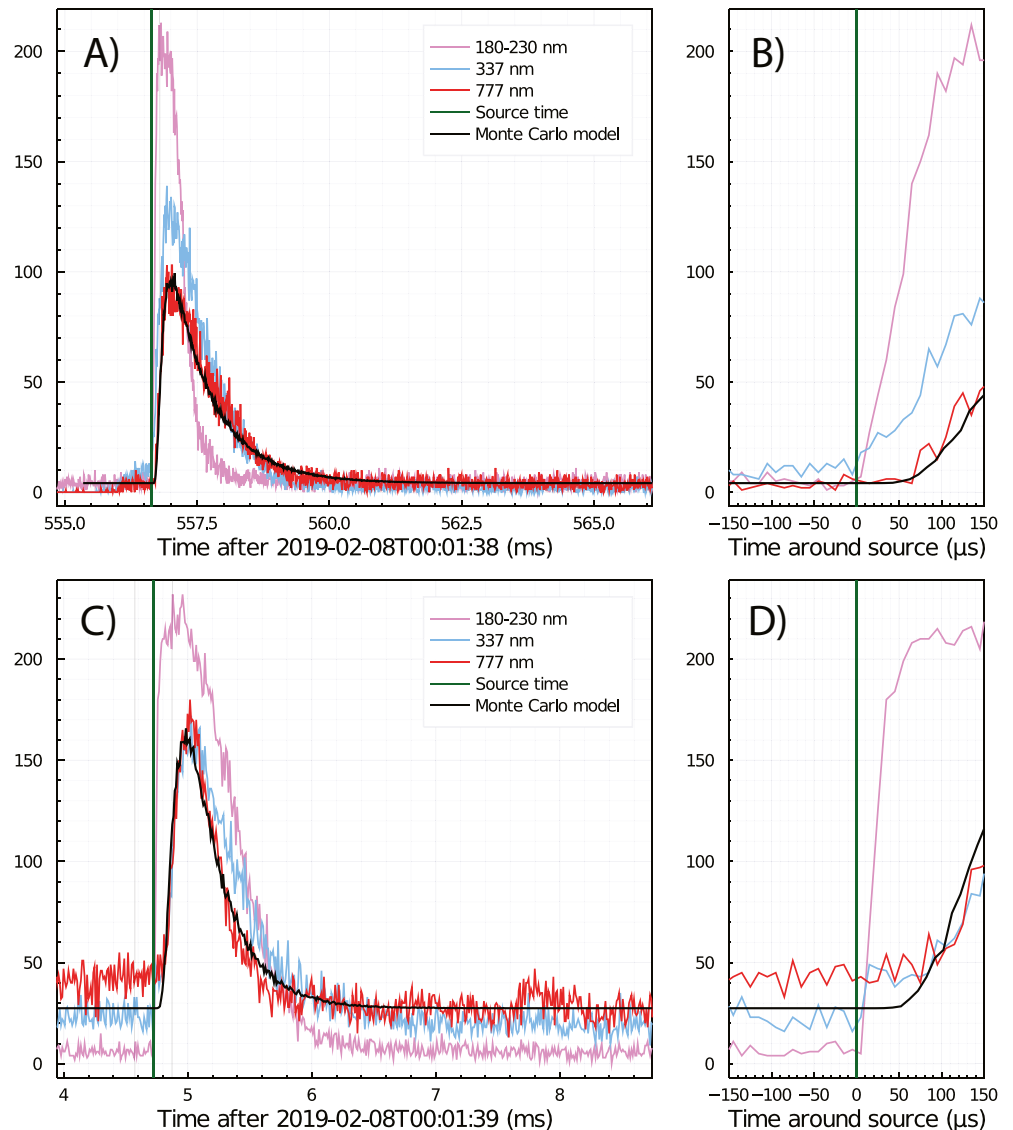 A)
180-230 nm
337 nm
777 nm
Source time
Monte Carlo model
200
150
100
50
0
555.0 557.5 560.0 562.5 565.0
Time after 2019-02-08T00:01:38 (ms)
B)
200
150
100
50
0
−150 −100 −50 0 50 100 150
Time around source (μs)
C)
180-230 nm
337 nm
777 nm
Source time
Monte Carlo model
200
150
100
50
0
4 5 6 7 8
Time after 2019-02-08T00:01:39 (ms)
D)
200
150
100
50
0
−150 −100 −50 0 50 100 150
Time around source (μs)